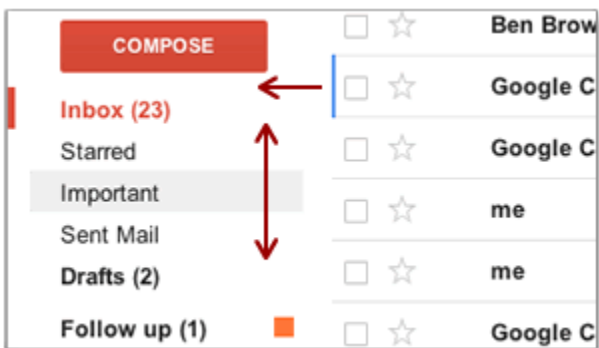 COMPOSE
Inbox (23)
Starred
Important
Sent Mail
Drafts (2)
Follow up (1)
Ben Brow
Google C
Google C
me
me
Google C